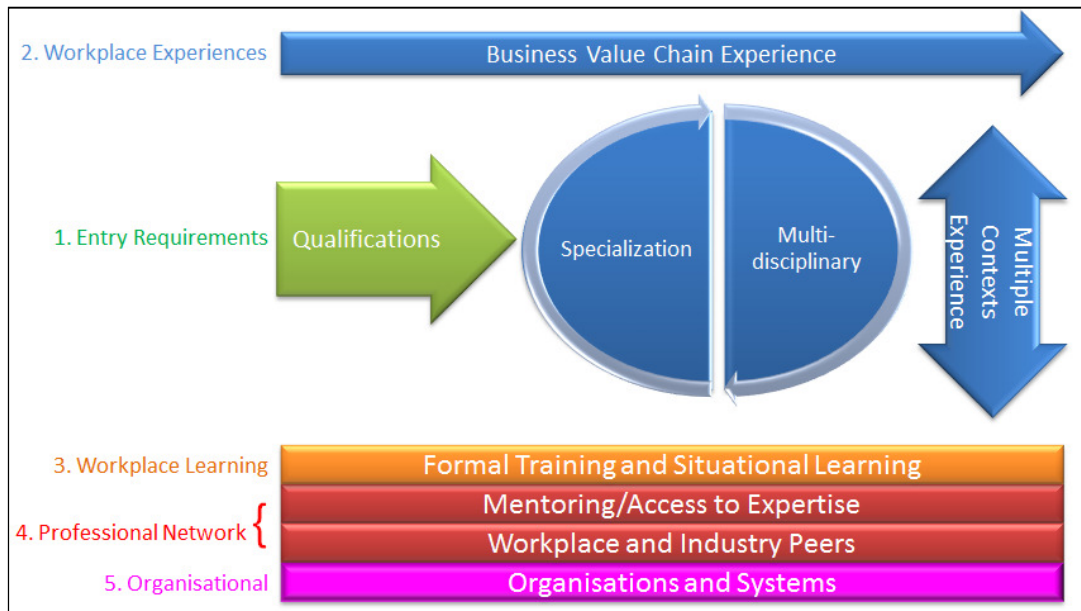 2. Workplace Experiences
Business Value Chain Experience
1. Entry Requirements
Qualifications
Specialization
Multi-
disciplinary
Multiple
Contexts
Experience
3. Workplace Learning
Formal Training and Situational Learning
4. Professional Network {
Mentoring/Access to Expertise
Workplace and Industry Peers
5. Organisational
Organisations and Systems